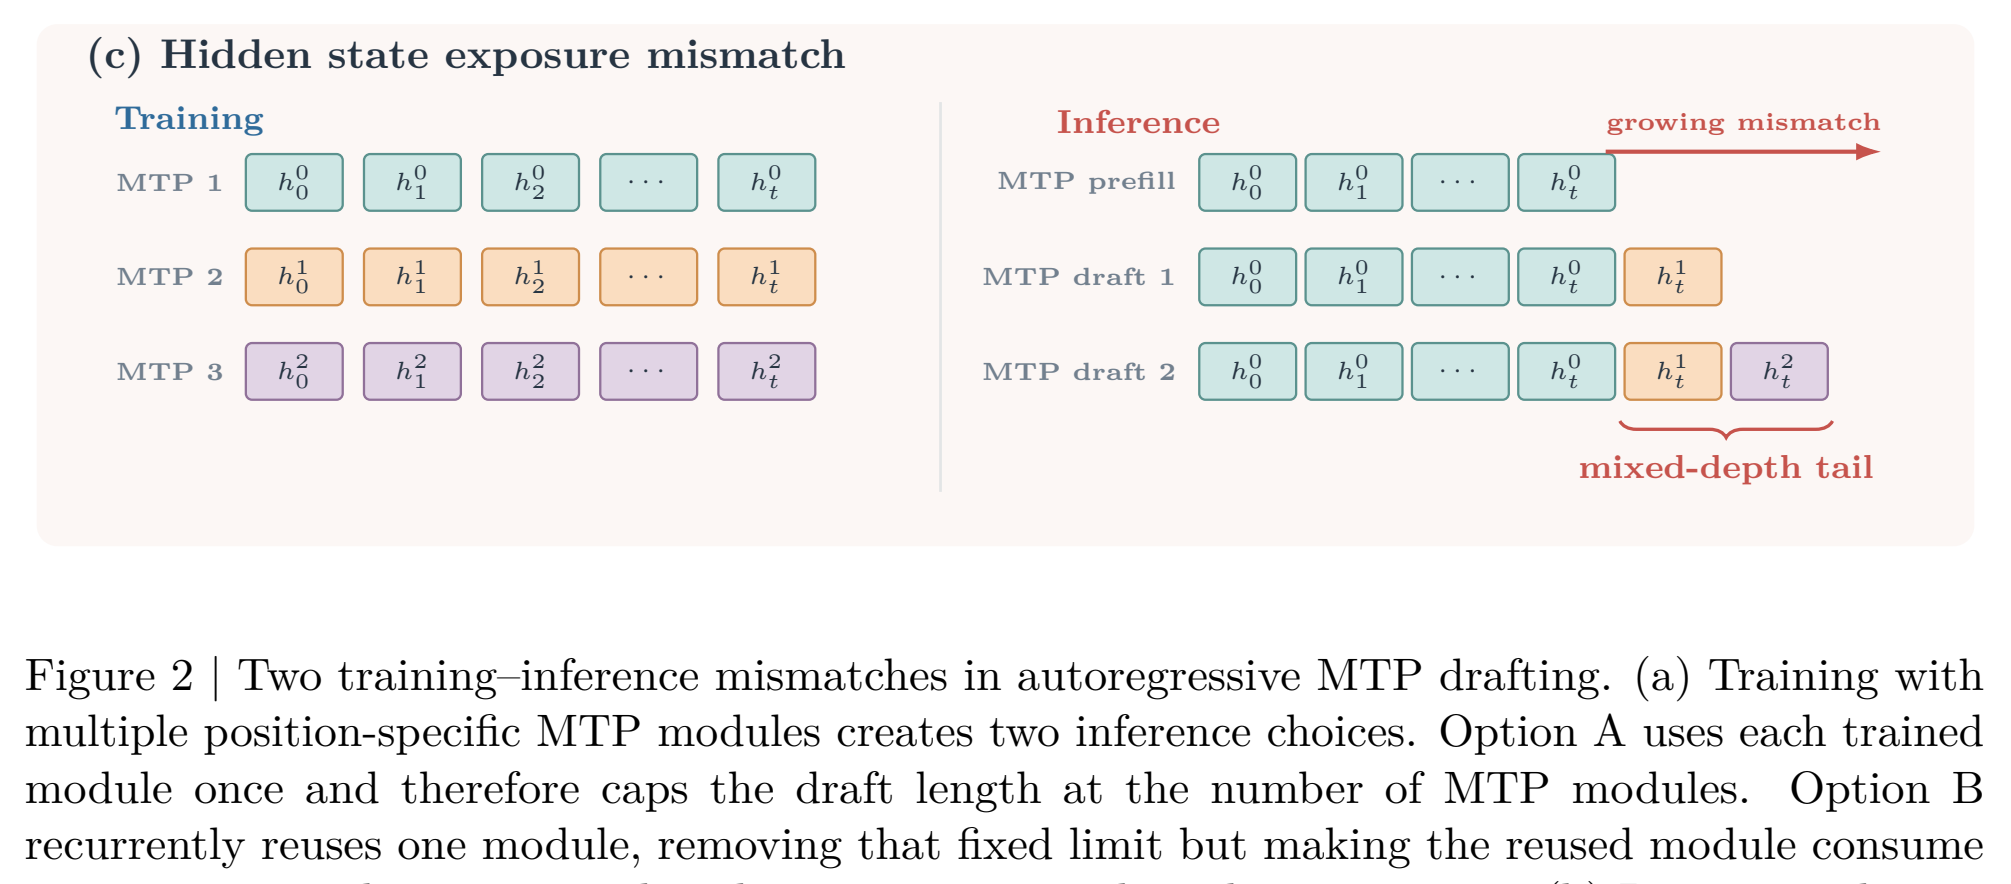 (c) Hidden state exposure mismatch
Training
MTP 1 h_0^0 h_1^0 h_2^0 ··· h_t^0
MTP 2 h_0^1 h_1^1 h_2^1 ··· h_t^1
MTP 3 h_0^2 h_1^2 h_2^2 ··· h_t^2
Inference
growing mismatch
MTP prefill h_0^0 h_1^0 ··· h_t^0
MTP draft 1 h_0^0 h_1^0 ··· h_t^0 h_t^1
MTP draft 2 h_0^0 h_1^0 ··· h_t^0 h_t^1 h_t^2
mixed-depth tail
Figure 2 | Two training–inference mismatches in autoregressive MTP drafting. (a) Training with
multiple position-specific MTP modules creates two inference choices. Option A uses each trained
module once and therefore caps the draft length at the number of MTP modules. Option B
recurrently reuses one module, removing that fixed limit but making the reused module consume